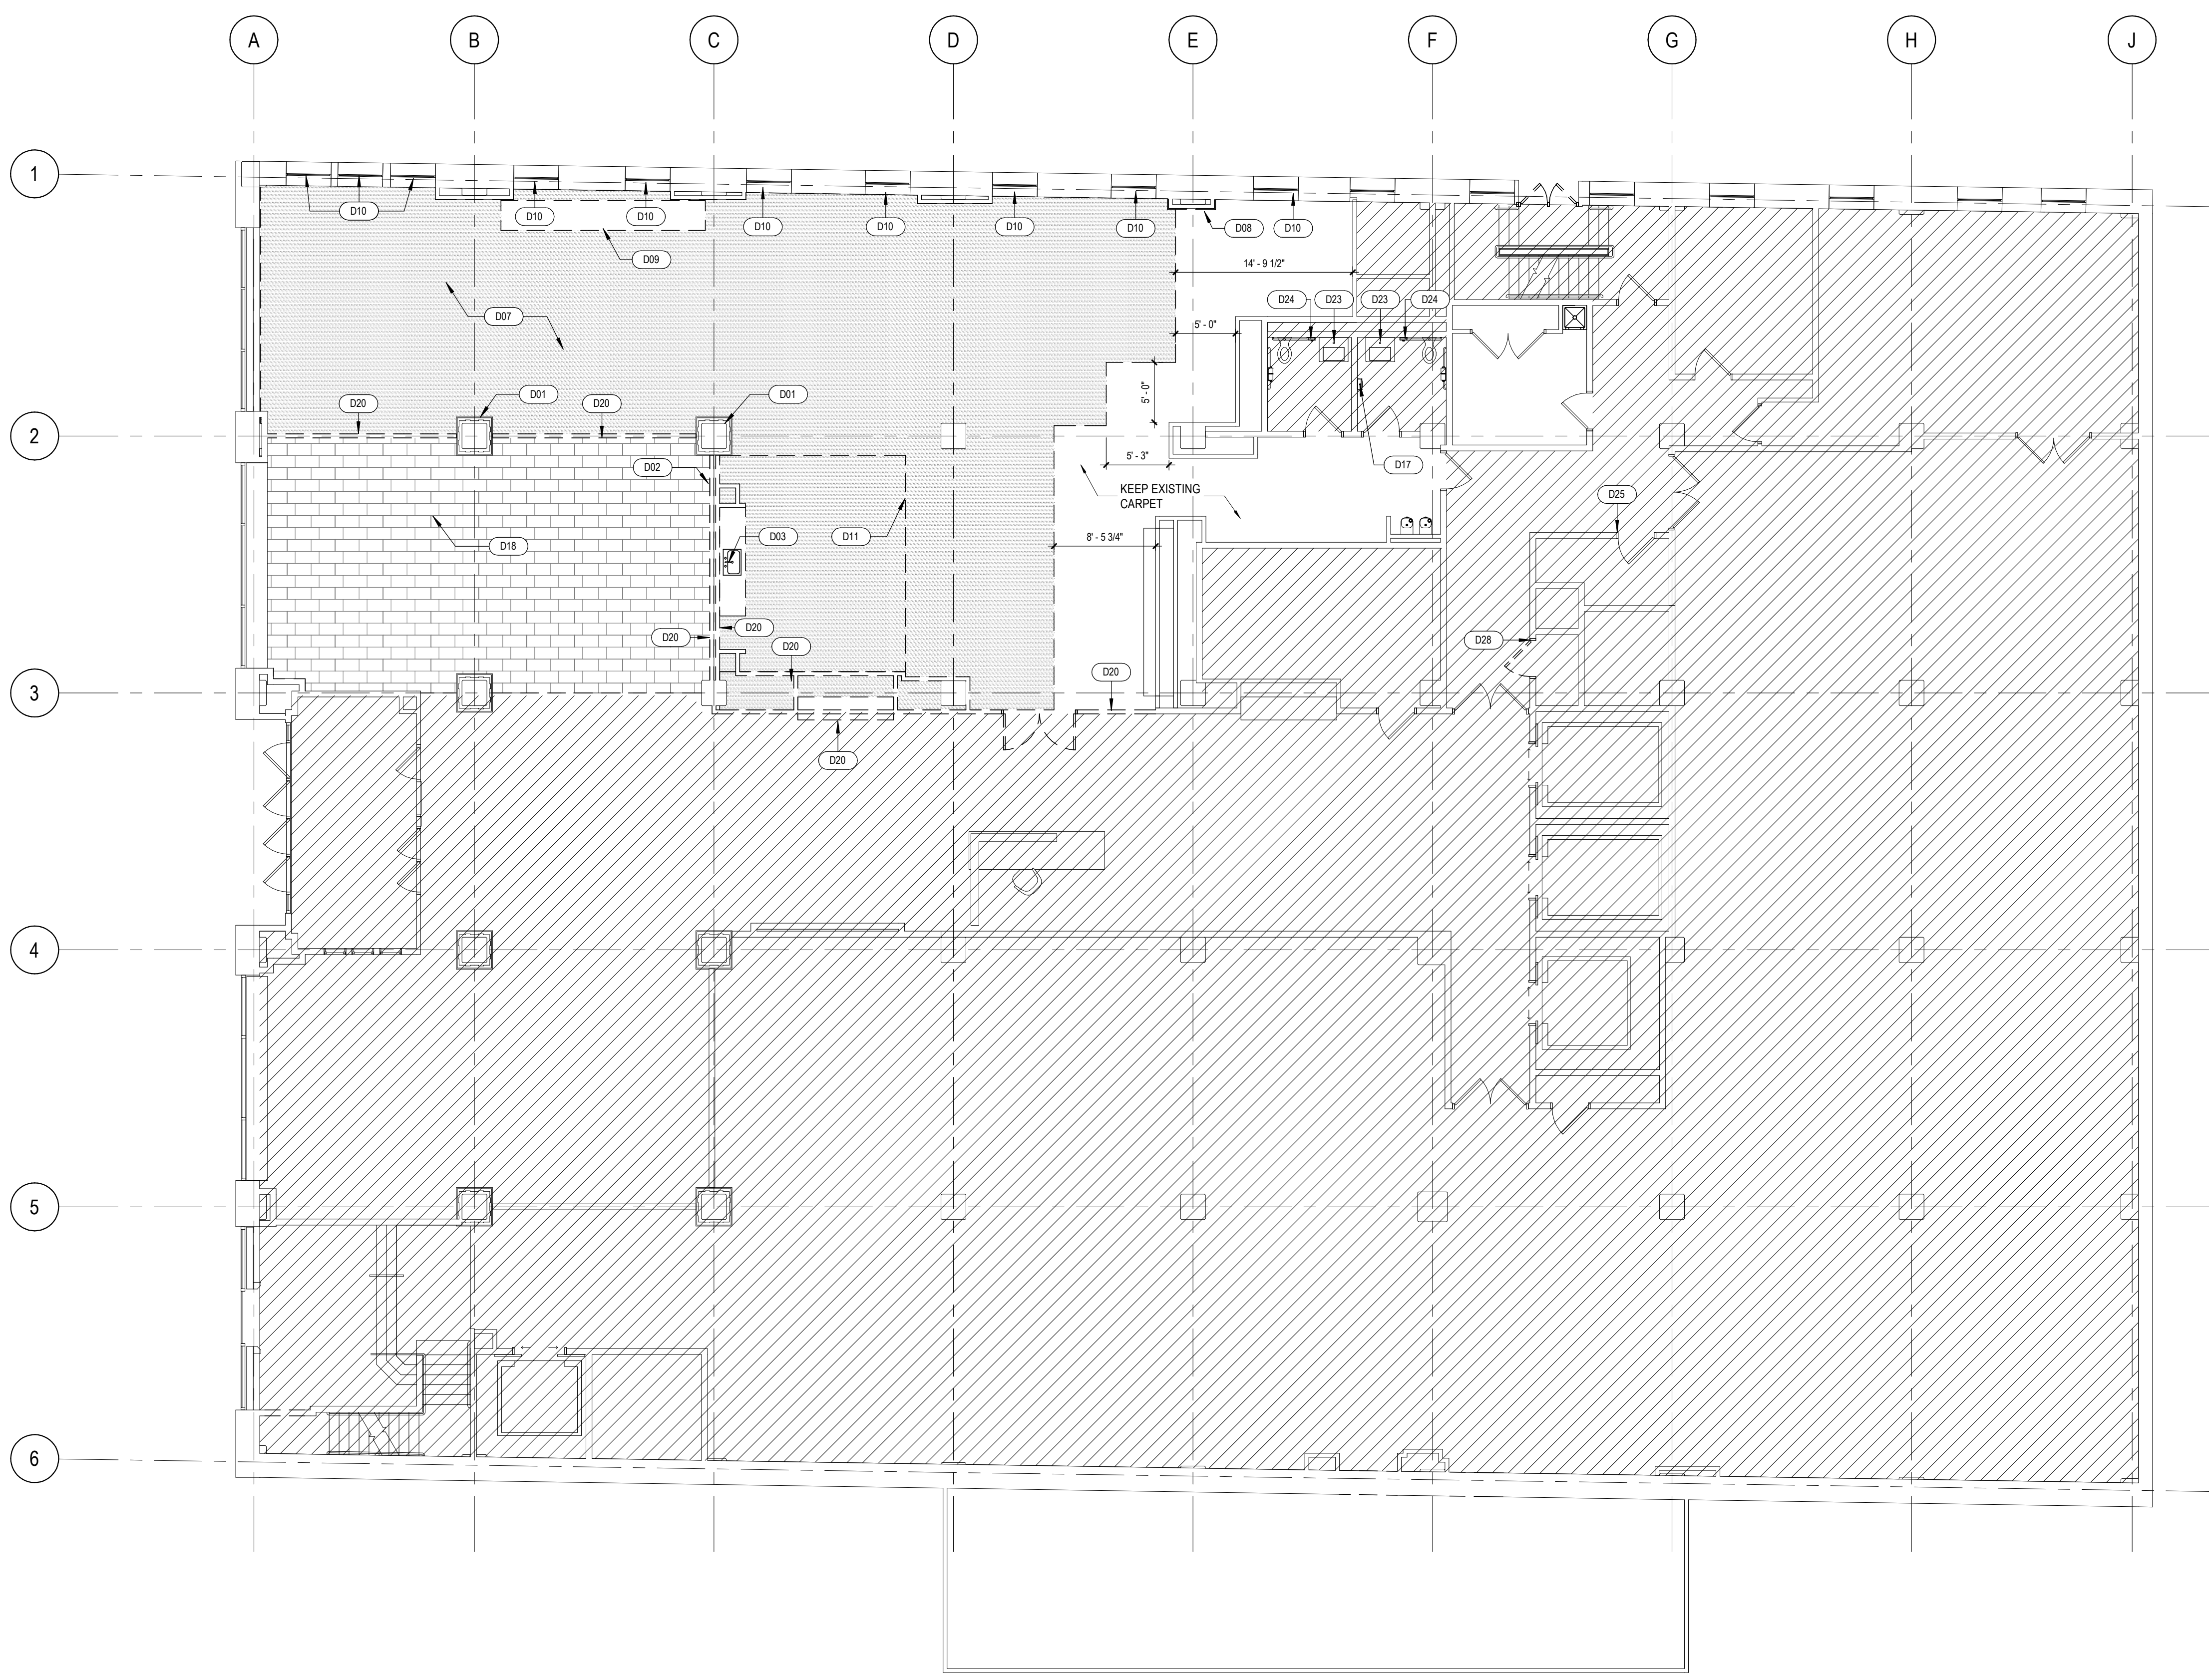 A
B
C
D
E
F
G
H
J
1
D10
D10
D10
D10
D10
D10
D10
D08
D10
D09
14' - 9 1/2"
D24
D23
D23
D24
D07
5' - 0"
5' - 0"
D20
D01
D20
D01
2
5' - 3"
D02
D17
KEEP EXISTING
CARPET
D25
D18
D03
D11
8' - 5 3/4"
D20
D20
D20
D28
D20
3
D20
4
5
6